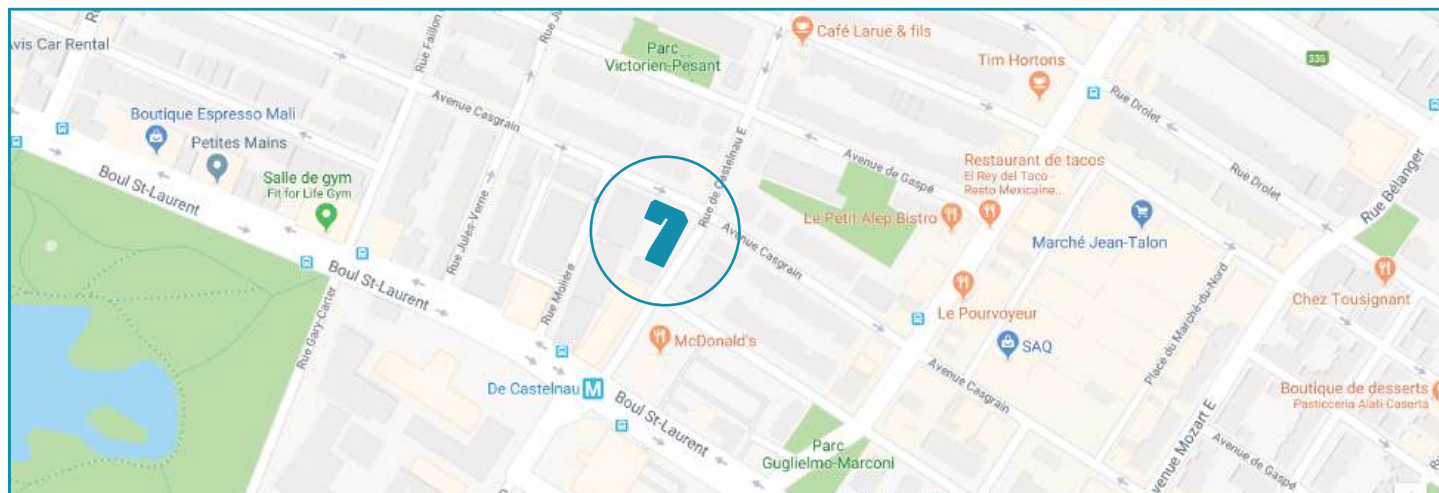 Avis Car Rental
Rue Faillon
Café Larue & fils
Parc
Victorien-Pesant
Tim Hortons
335
Avenue Casgrain
Rue Drolet
Boutique Espresso Mali
Petites Mains
Rue de Castelnau E
Avenue de Gaspé
Restaurant de tacos
El Rey del Taco -
Resto Mexicaine...
Rue Drolet
Rue Bélanger
Boul St-Laurent
Salle de gym
Fit for Life Gym
Rue Jules-Verne
Le Petit Alep Bistro
Marché Jean-Talon
Avenue Casgrain
Boul St-Laurent
Rue Molière
Place du Marché-du-Nord
Chez Tousignant
Rue Gary-Carter
McDonald's
Le Pourvoyeur
SAQ
De Castelnau M
Boul St-Laurent
Avenue Casgrain
Boutique de desserts
Pasticceria Alati-Caserta
Avenue Mozart E
Parc
Guglielmo-Marconi
Avenue de Gaspé